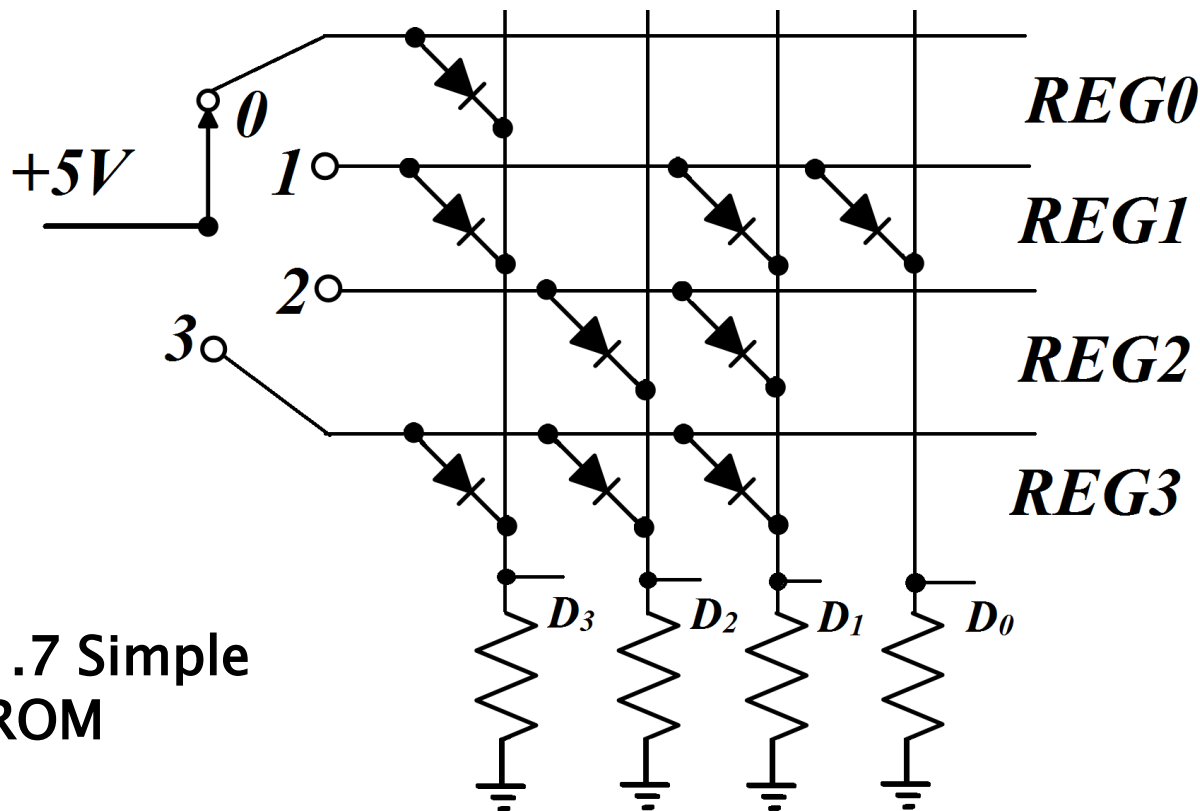 REG0
0
+5V
1
REG1
2
REG2
3
REG3
D3 D2 D1 D0
.7 Simple
ROM